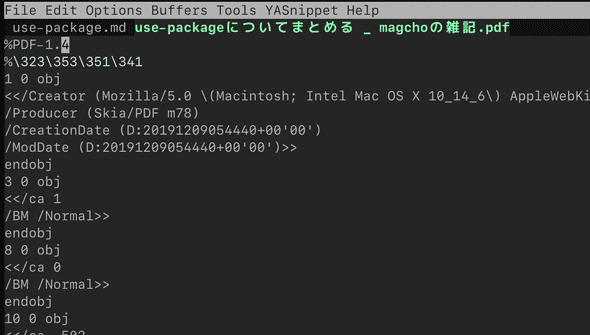 File Edit Options Buffers Tools YASnippet Help
use-package.md use-packageについてまとめる _ magchoの雑記.pdf
%PDF-1.4
%\323\353\351\341
1 0 obj
<</Creator (Mozilla/5.0 \(Macintosh; Intel Mac OS X 10_14_6\) AppleWebKi
/Producer (Skia/PDF m78)
/CreationDate (D:20191209054440+00'00')
/ModDate (D:20191209054440+00'00')>>
endobj
3 0 obj
<</ca 1
/BM /Normal>>
endobj
8 0 obj
<</ca 0
/BM /Normal>>
endobj
10 0 obj
<</ca .502